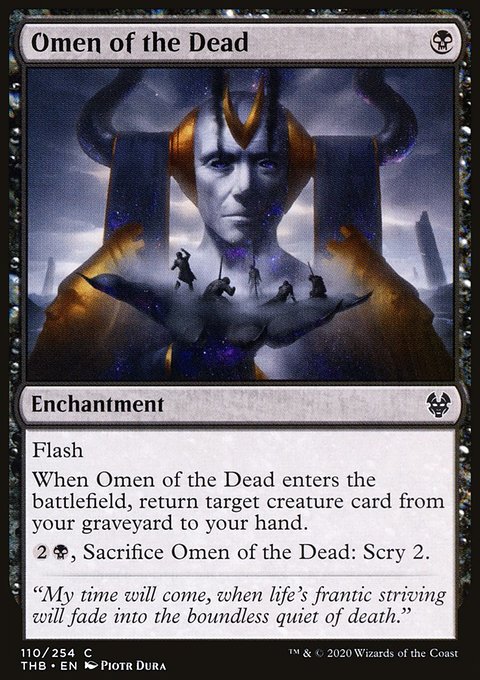 Omen of the Dead
Enchantment
Flash
When Omen of the Dead enters the
battlefield, return target creature card from
your graveyard to your hand.
2, Sacrifice Omen of the Dead: Scry 2.
“My time will come, when life’s frantic striving
will fade into the boundless quiet of death.”
110/254 C
THB • EN Piotr Dura
™ & © 2020 Wizards of the Coast